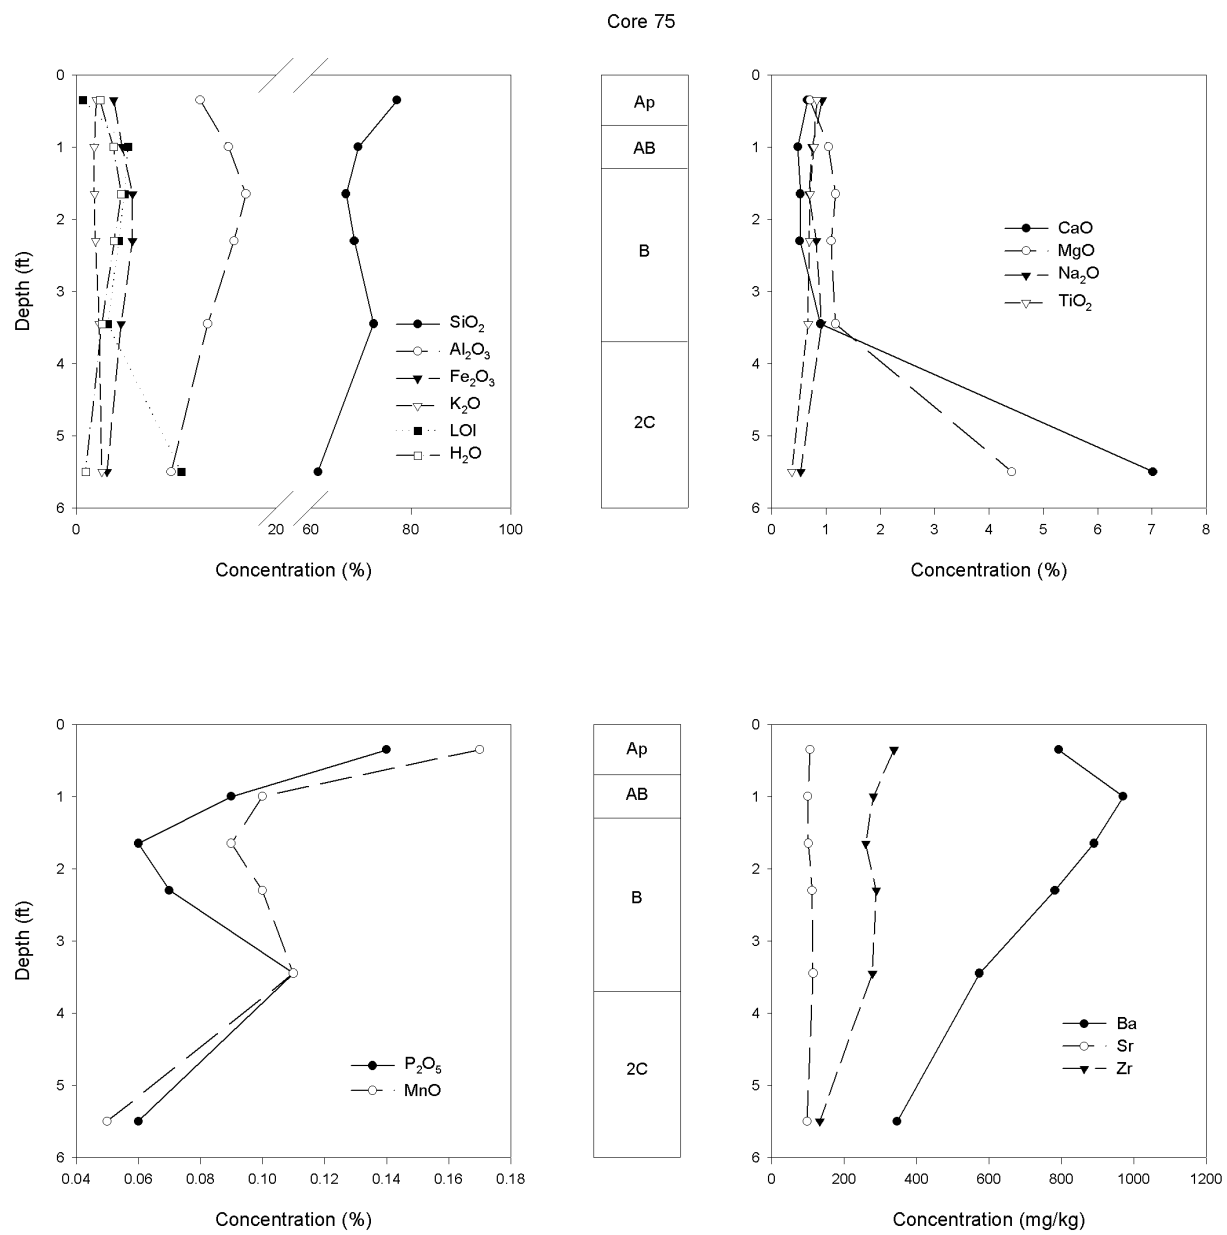 Core 75
0
1
2
3
4
5
6
Depth (ft)
0
20
60
80
100
Concentration (%)
SiO2
Al2O3
Fe2O3
K2O
LOI
H2O
Ap
AB
B
2C
0
1
2
3
4
5
6
0
1
2
3
4
5
6
7
8
Concentration (%)
CaO
MgO
Na2O
TiO2
0
1
2
3
4
5
6
Depth (ft)
0.04
0.06
0.08
0.10
0.12
0.14
0.16
0.18
Concentration (%)
P2O5
MnO
Ap
AB
B
2C
0
1
2
3
4
5
6
0
200
400
600
800
1000
1200
Concentration (mg/kg)
Ba
Sr
Zr